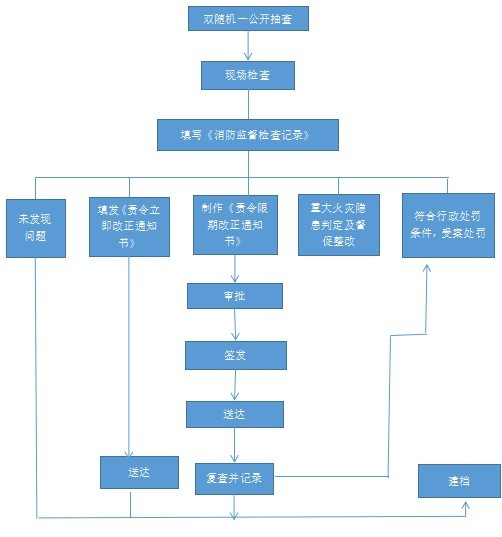 双随机一公开抽查
现场检查
填写《消防监督检查记录》
未发现
问题
填发《责令立
即改正通知
书》
制作《责令限
期改正通知
书》
重大火灾隐
患判定及督
促整改
符合行政处罚
条件，受案处罚
审批
签发
送达
送达
复查并记录
建档